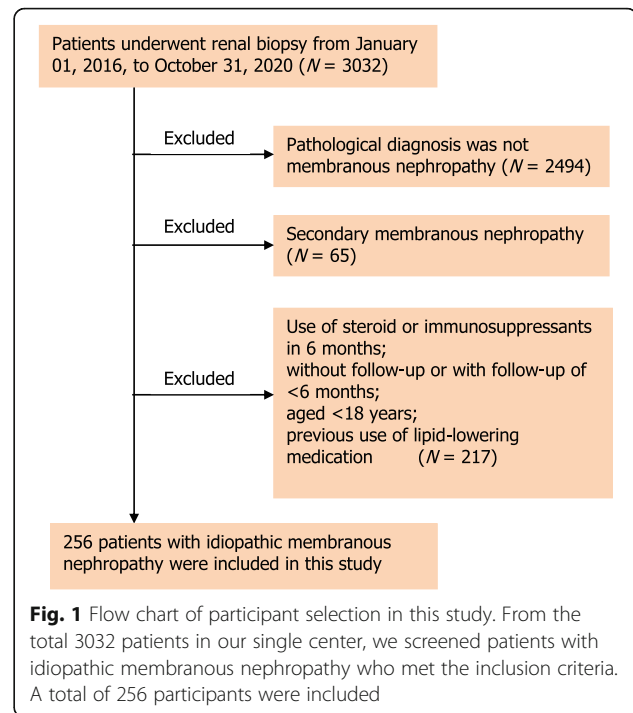 Patients underwent renal biopsy from January
01, 2016, to October 31, 2020 (N = 3032)
Excluded
Pathological diagnosis was not
membranous nephropathy (N = 2494)
Excluded
Secondary membranous nephropathy
(N = 65)
Excluded
Use of steroid or immunosuppressants
in 6 months;
without follow-up or with follow-up of
<6 months;
aged <18 years;
previous use of lipid-lowering
medication (N = 217)
256 patients with idiopathic membranous
nephropathy were included in this study
Fig. 1 Flow chart of participant selection in this study. From the
total 3032 patients in our single center, we screened patients with
idiopathic membranous nephropathy who met the inclusion criteria.
A total of 256 participants were included